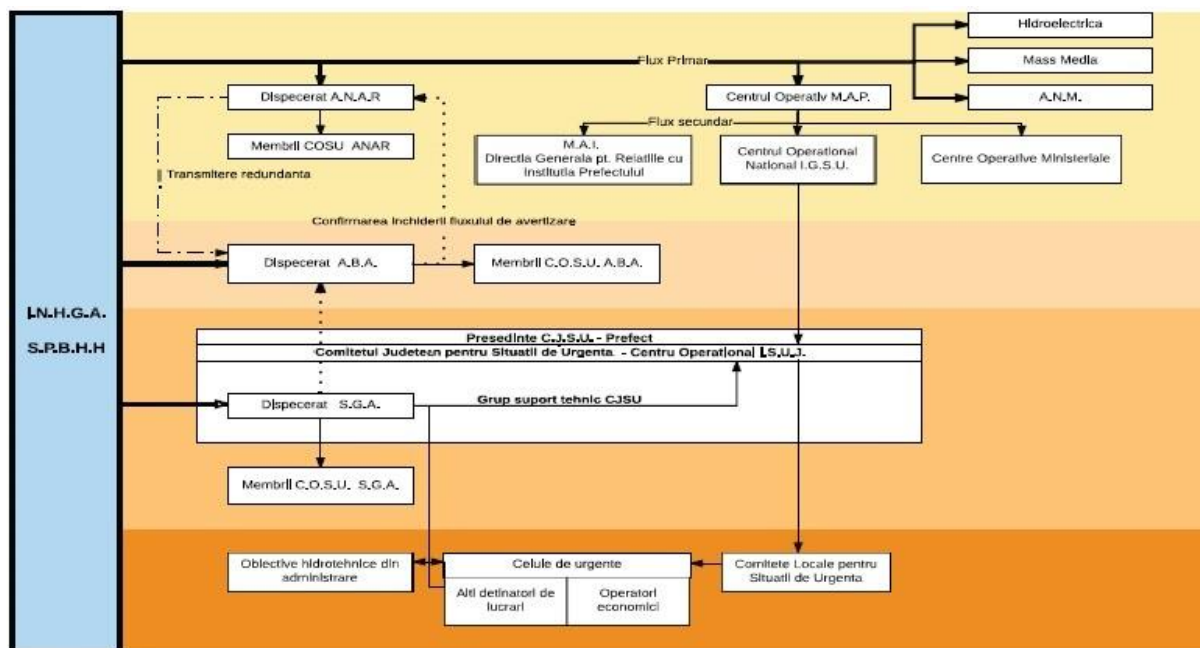 I.N.H.G.A.
S.P.B.H.H
Flux Primar
Hidroelectrica
Mass Media
A.N.M.
Dispecerat A.N.A.R
Centrul Operativ M.A.P.
Flux secundar
Membrii COSU ANAR
M.A.I.
Directia Generala pt. Relatiile cu
Institutia Prefectului
Centrul Operational
National I.G.S.U.
Centre Operative Ministeriale
Transmitere redundanta
Confirmarea inchiderii fluxului de avertizare
Dispecerat A.B.A.
Membrii C.O.S.U. A.B.A.
Presedinte C.J.S.U. - Prefect
Comitetul Judetean pentru Situatii de Urgenta - Centru Operational I.S.U.J.
Dispecerat S.G.A.
Grup suport tehnic CJSU
Membrii C.O.S.U. S.G.A.
Obiective hidrotehnice din
administrare
Celule de urgente
Alti detinatori de
lucrari
Operatori
economici
Comitete Locale pentru
Situatii de Urgenta